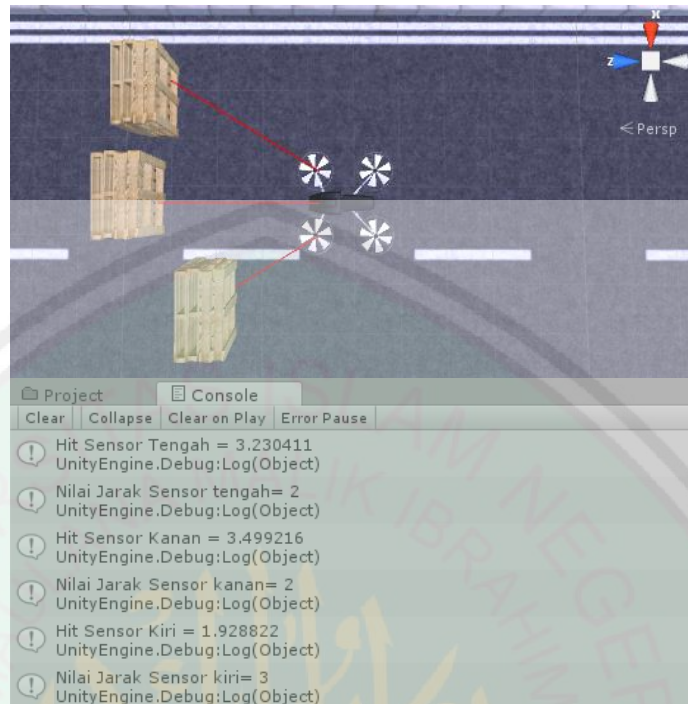 x
z
< Persp
Project Console
Clear Collapse Clear on Play Error Pause
Hit Sensor Tengah = 3.230411
UnityEngine.Debug:Log(Object)
Nilai Jarak Sensor tengah= 2
UnityEngine.Debug:Log(Object)
Hit Sensor Kanan = 3.499216
UnityEngine.Debug:Log(Object)
Nilai Jarak Sensor kanan= 2
UnityEngine.Debug:Log(Object)
Hit Sensor Kiri = 1.928822
UnityEngine.Debug:Log(Object)
Nilai Jarak Sensor kiri= 3
UnityEngine.Debug:Log(Object)